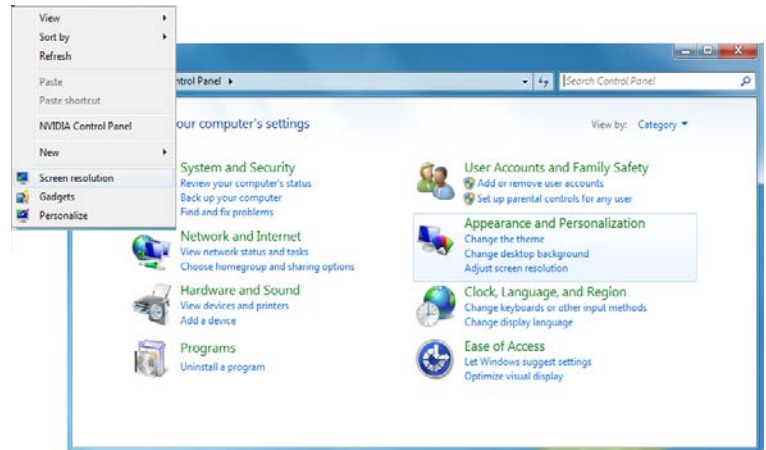 View
Sort by
Refresh
Paste
Paste shortcut
NVIDIA Control Panel
New
Screen resolution
Gadgets
Personalize
ntrol Panel
Search Control Panel
our computer's settings
View by: Category
System and Security
Review your computer's status
Back up your computer
Find and fix problems
Network and Internet
View network status and tasks
Choose homegroup and sharing options
Hardware and Sound
View devices and printers
Add a device
Programs
Uninstall a program
User Accounts and Family Safety
Add or remove user accounts
Set up parental controls for any user
Appearance and Personalization
Change the theme
Change desktop background
Adjust screen resolution
Clock, Language, and Region
Change keyboards or other input methods
Change display language
Ease of Access
Let Windows suggest settings
Optimize visual display